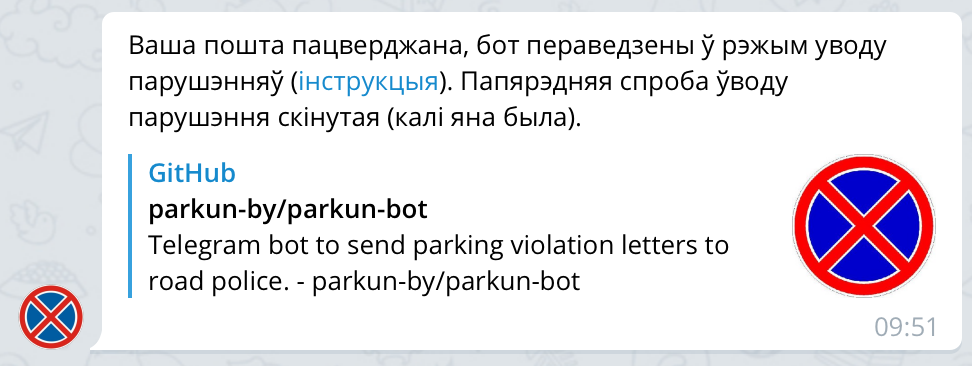 Ваша пошта пацверджана, бот пераведзены ў рэжым уводу
парушэнняў (інструкцыя). Папярэдняя спроба ўводу
парушэння скінутая (калі яна была).
GitHub
parkun-by/parkun-bot
Telegram bot to send parking violation letters to
road police. - parkun-by/parkun-bot
09:51